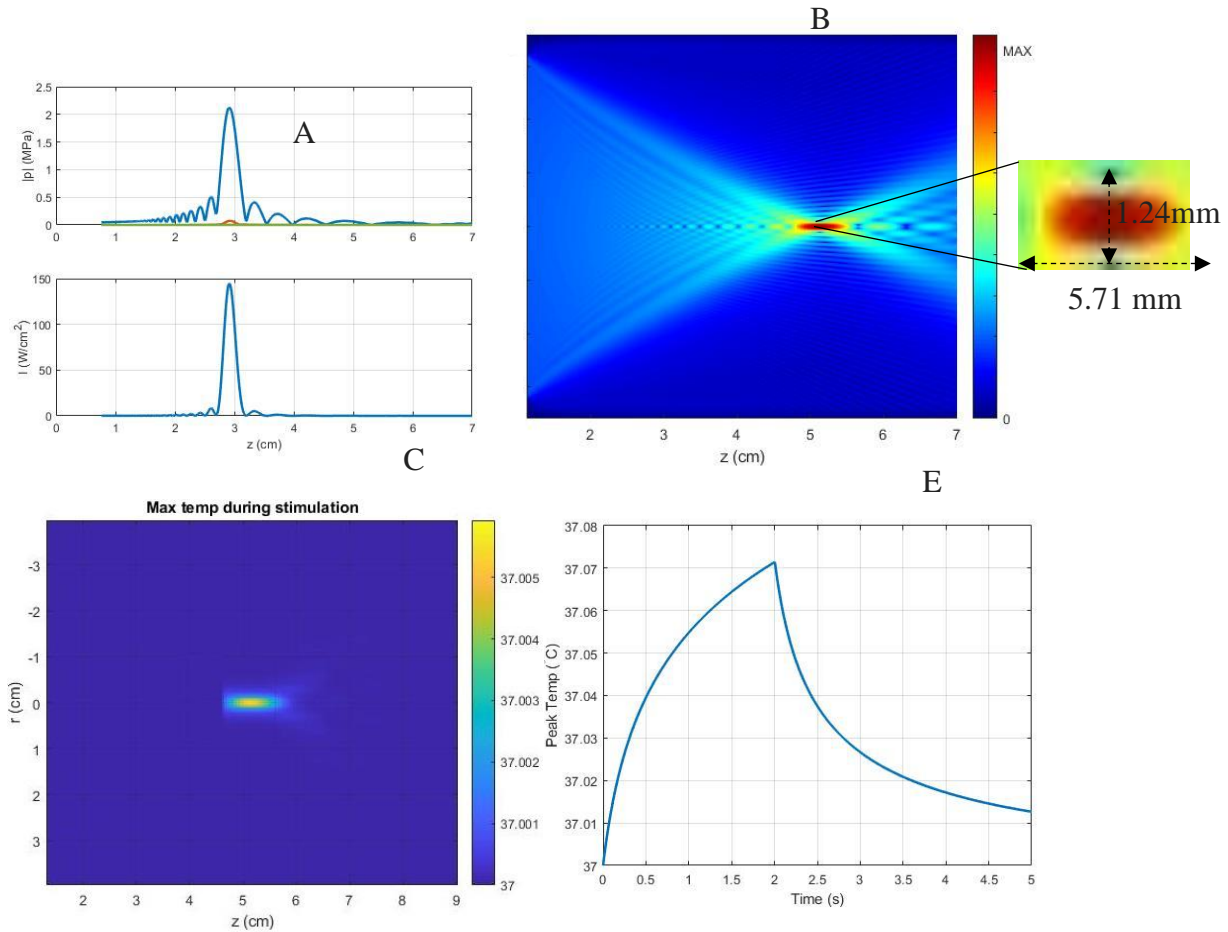 A
2.5
2
1.5
1
0.5
0
|p| (MPa)
0 1 2 3 4 5 6 7
z (cm)
150
100
50
0
I (W/cm2)
0 1 2 3 4 5 6 7
z (cm)
B
2 3 4 5 6 7
z (cm)
MAX
0
1.24mm
5.71 mm
C
Max temp during stimulation
-3
-2
-1
0
1
2
3
r (cm)
2 3 4 5 6 7 8 9
z (cm)
37.005
37.004
37.003
37.002
37.001
37
E
37.08
37.07
37.06
37.05
37.04
37.03
37.02
37.01
37
Peak Temp (°C)
0 0.5 1 1.5 2 2.5 3 3.5 4 4.5 5
Time (s)